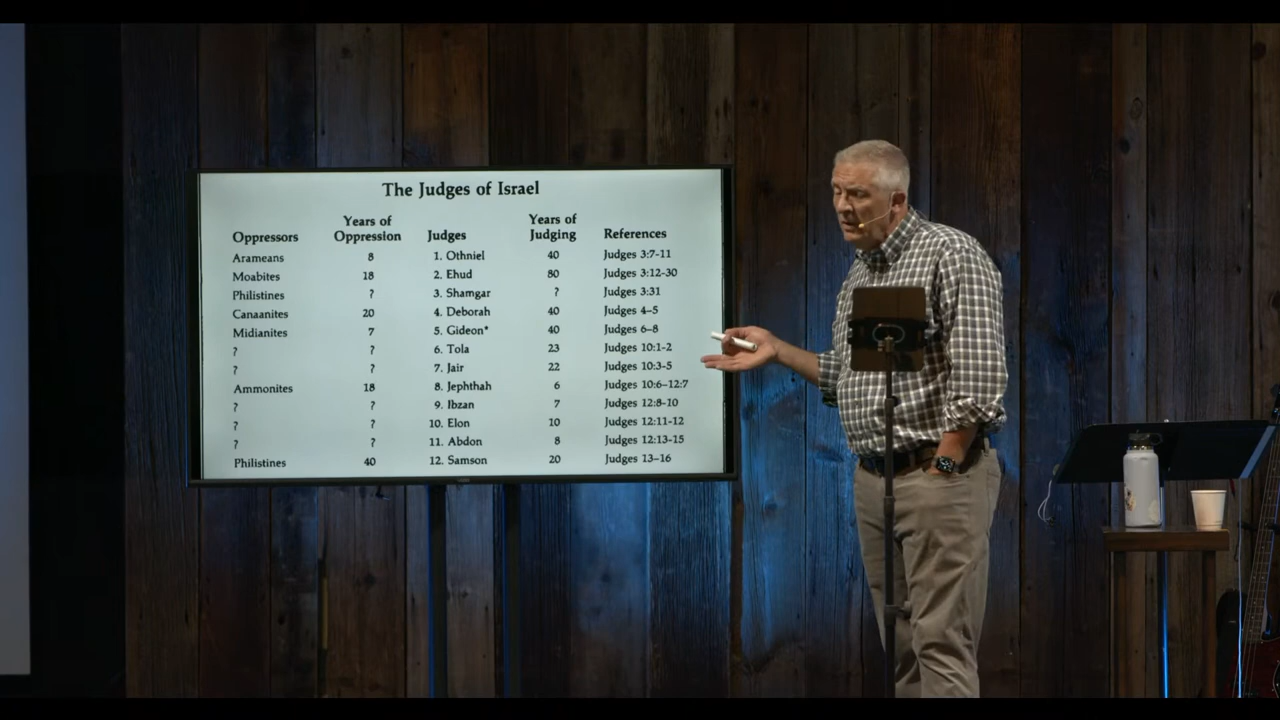 The Judges of Israel
Oppressors Years of Oppression Judges Years of Judging References
Arameans 8 1. Othniel 40 Judges 3:7-11
Moabites 18 2. Ehud 80 Judges 3:12-30
Philistines ? 3. Shamgar ? Judges 3:31
Canaanites 20 4. Deborah 40 Judges 4–5
Midianites 7 5. Gideon* 40 Judges 6–8
? ? 6. Tola 23 Judges 10:1-2
? ? 7. Jair 22 Judges 10:3-5
Ammonites 18 8. Jephthah 6 Judges 10:6–12:7
? ? 9. Ibzan 7 Judges 12:8-10
? ? 10. Elon 10 Judges 12:11-12
? ? 11. Abdon 8 Judges 12:13-15
Philistines 40 12. Samson 20 Judges 13–16